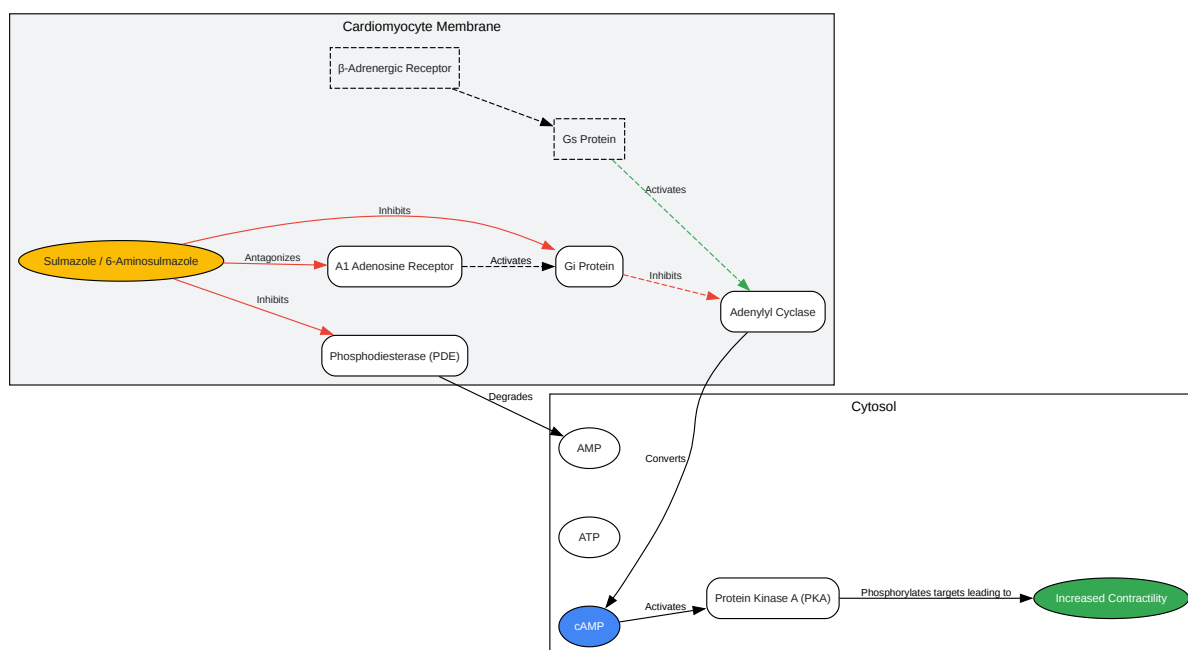 Cardiomyocyte Membrane
β-Adrenergic Receptor
Gs Protein
Activates
Inhibits
Sulmazole / 6-Aminosulmazole
Antagonizes
A1 Adenosine Receptor
Activates
Gi Protein
Inhibits
Inhibits
Adenylyl Cyclase
Phosphodiesterase (PDE)
Degrades
Cytosol
AMP
Converts
ATP
cAMP
Activates
Protein Kinase A (PKA)
Phosphorylates targets leading to
Increased Contractility